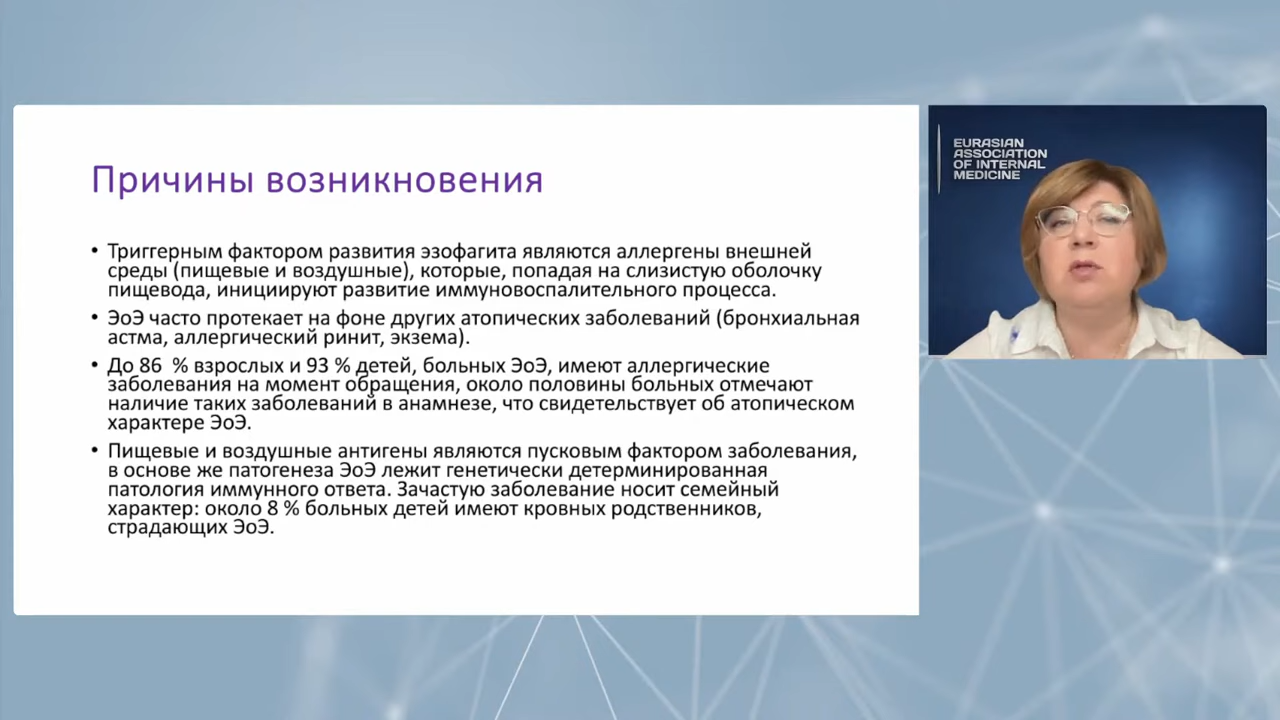 Причины возникновения
• Триггерным фактором развития эзофагита являются аллергены внешней
среды (пищевые и воздушные), которые, попадая на слизистую оболочку
пищевода, инициируют развитие иммуновоспалительного процесса.
• ЭоЭ часто протекает на фоне других атопических заболеваний (бронхиальная
астма, аллергический ринит, экзема).
• До 86 % взрослых и 93 % детей, больных ЭоЭ, имеют аллергические
заболевания на момент обращения, около половины больных отмечают
наличие таких заболеваний в анамнезе, что свидетельствует об атопическом
характере ЭоЭ.
• Пищевые и воздушные антигены являются пусковым фактором заболевания,
в основе же патогенеза ЭоЭ лежит генетически детерминированная
патология иммунного ответа. Зачастую заболевание носит семейный
характер: около 8 % больных детей имеют кровных родственников,
страдающих ЭоЭ.
EURASIAN
ASSOCIATION
OF INTERNAL
MEDICINE